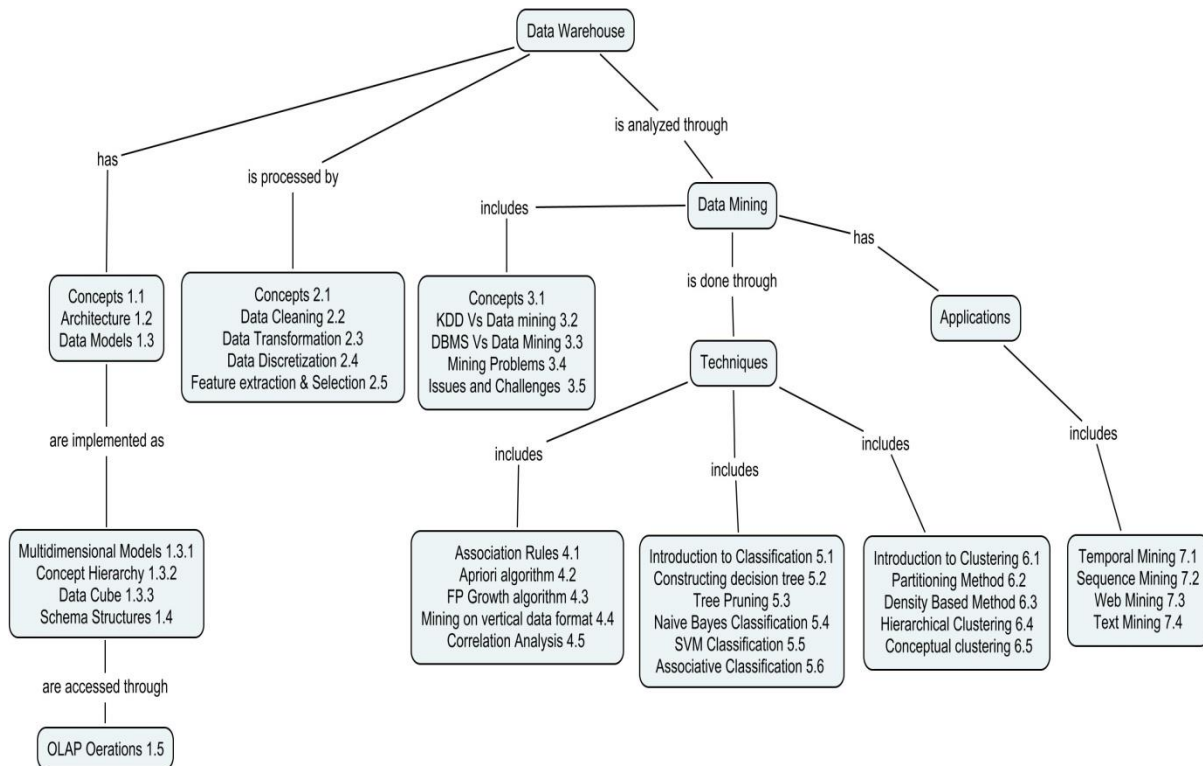 Data Warehouse
is analyzed through
has
is processed by
Data Mining
includes
has
is done through
Concepts 1.1
Architecture 1.2
Data Models 1.3
Concepts 2.1
Data Cleaning 2.2
Data Transformation 2.3
Data Discretization 2.4
Feature extraction & Selection 2.5
Concepts 3.1
KDD Vs Data mining 3.2
DBMS Vs Data Mining 3.3
Mining Problems 3.4
Issues and Challenges 3.5
Applications
Techniques
are implemented as
includes
includes
includes
includes
Multidimensional Models 1.3.1
Concept Hierarchy 1.3.2
Data Cube 1.3.3
Schema Structures 1.4
Association Rules 4.1
Apriori algorithm 4.2
FP Growth algorithm 4.3
Mining on vertical data format 4.4
Correlation Analysis 4.5
Introduction to Classification 5.1
Constructing decision tree 5.2
Tree Pruning 5.3
Naive Bayes Classification 5.4
SVM Classification 5.5
Associative Classification 5.6
Introduction to Clustering 6.1
Partitioning Method 6.2
Density Based Method 6.3
Hierarchical Clustering 6.4
Conceptual clustering 6.5
Temporal Mining 7.1
Sequence Mining 7.2
Web Mining 7.3
Text Mining 7.4
are accessed through
OLAP Oerations 1.5